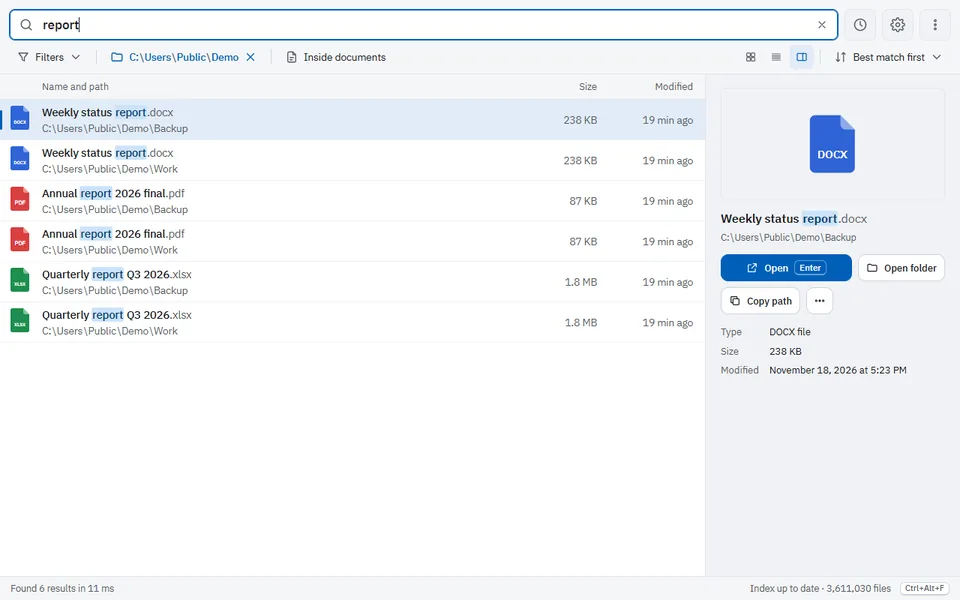 report
Filters
C:\Users\Public\Demo
Inside documents
Best match first
Name and path Size Modified
DOCX
Weekly status report.docx
C:\Users\Public\Demo\Backup
238 KB 19 min ago
DOCX
Weekly status report.docx
C:\Users\Public\Demo\Work
238 KB 19 min ago
PDF
Annual report 2026 final.pdf
C:\Users\Public\Demo\Backup
87 KB 19 min ago
PDF
Annual report 2026 final.pdf
C:\Users\Public\Demo\Work
87 KB 19 min ago
XLSX
Quarterly report Q3 2026.xlsx
C:\Users\Public\Demo\Backup
1.8 MB 19 min ago
XLSX
Quarterly report Q3 2026.xlsx
C:\Users\Public\Demo\Work
1.8 MB 19 min ago
DOCX
Weekly status report.docx
C:\Users\Public\Demo\Backup
Open Enter
Open folder
Copy path
Type DOCX file
Size 238 KB
Modified November 18, 2026 at 5:23 PM
Found 6 results in 11 ms
Index up to date · 3,611,030 files
Ctrl+Alt+F